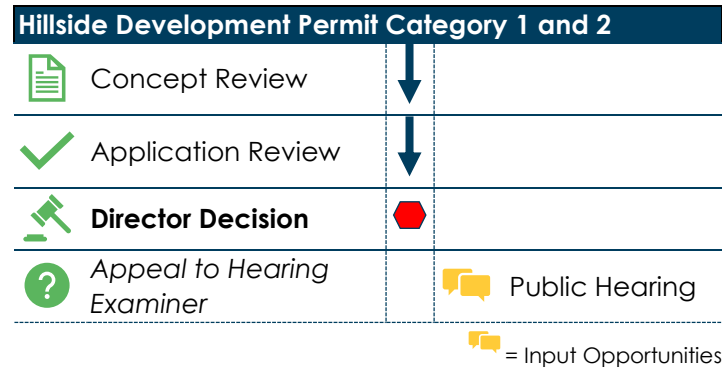 Hillside Development Permit Category 1 and 2
Concept Review
Application Review
Director Decision
Appeal to Hearing
Examiner
?
Public Hearing
= Input Opportunities